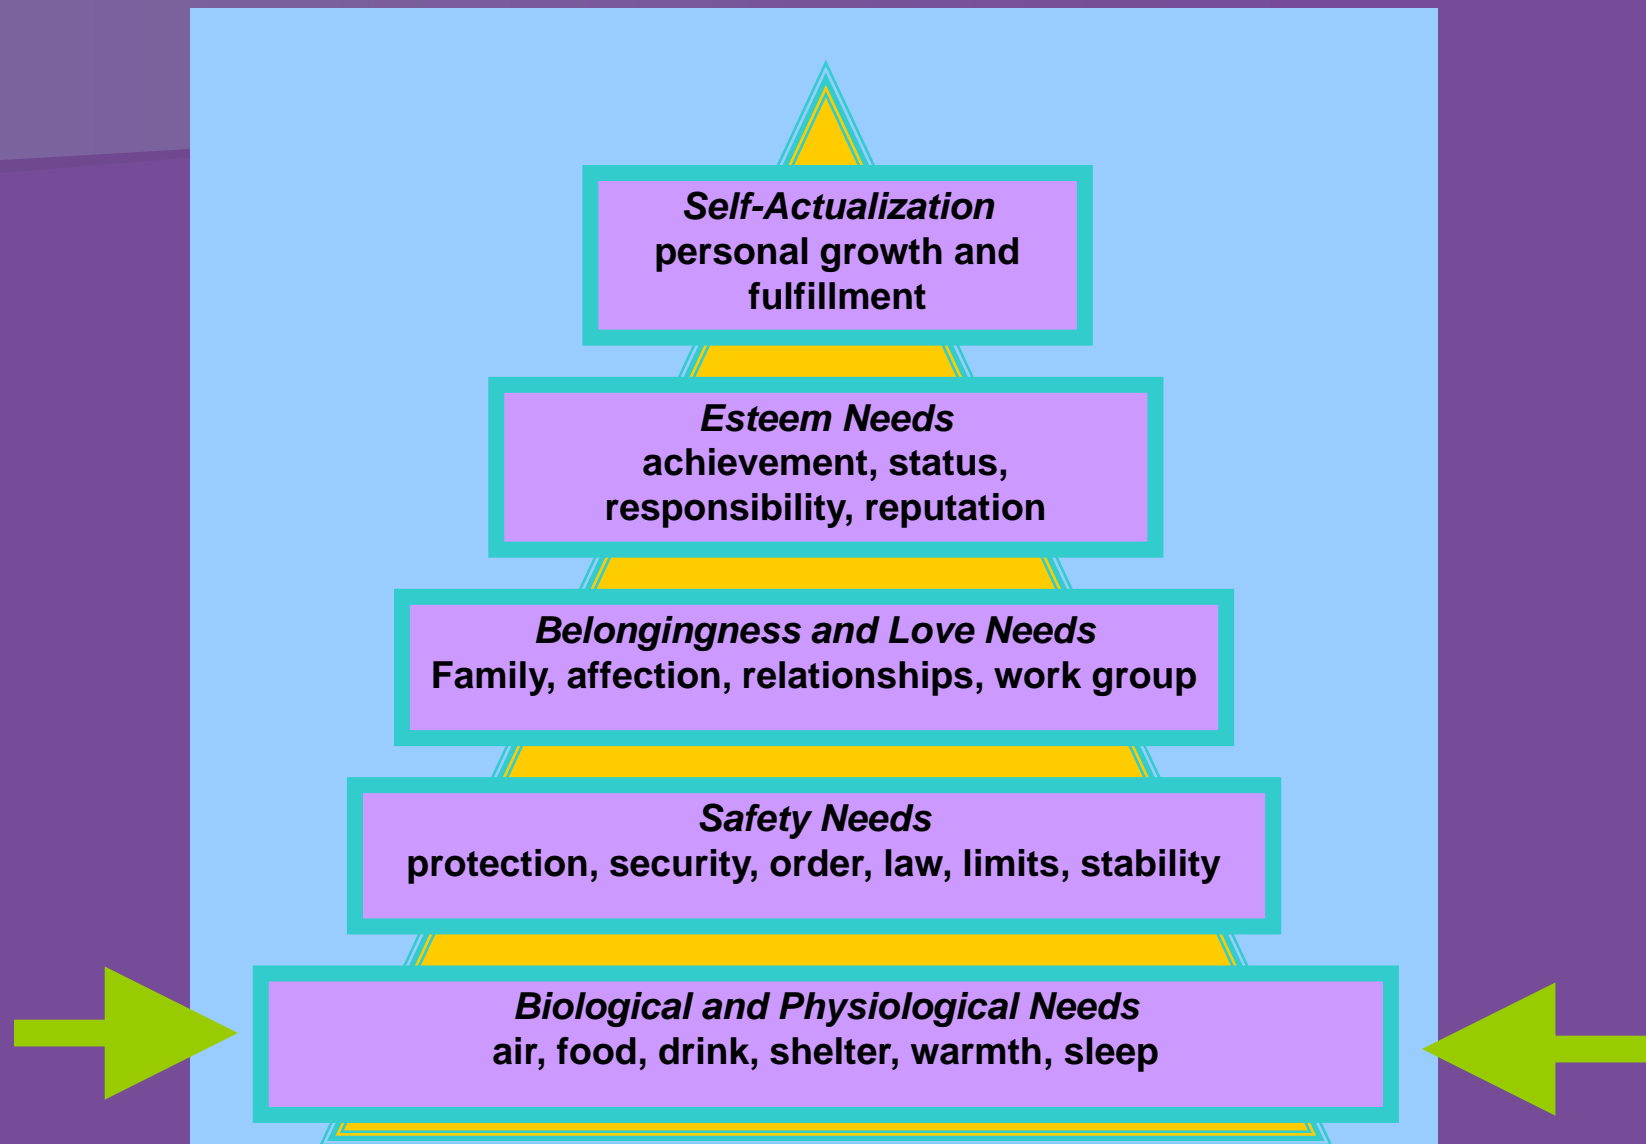 Self-Actualization
personal growth and
fulfillment
Esteem Needs
achievement, status,
responsibility, reputation
Belongingness and Love Needs
Family, affection, relationships, work group
Safety Needs
protection, security, order, law, limits, stability
Biological and Physiological Needs
air, food, drink, shelter, warmth, sleep